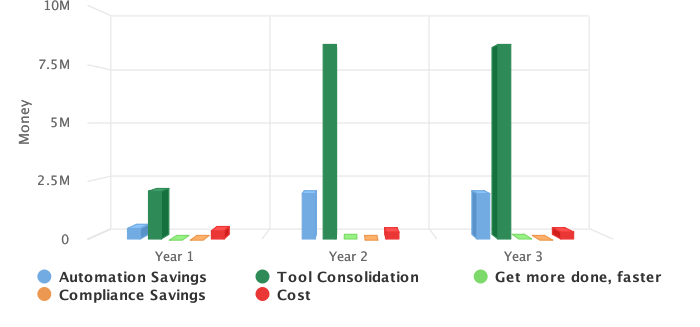 10M
7.5M
5M
2.5M
0
Money
Year 1
Year 2
Year 3
Automation Savings
Tool Consolidation
Get more done, faster
Compliance Savings
Cost